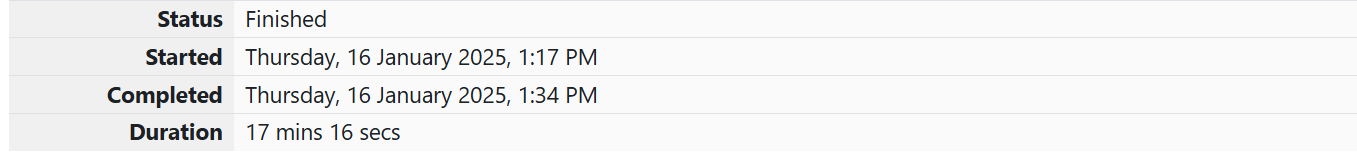 Status Finished
Started Thursday, 16 January 2025, 1:17 PM
Completed Thursday, 16 January 2025, 1:34 PM
Duration 17 mins 16 secs